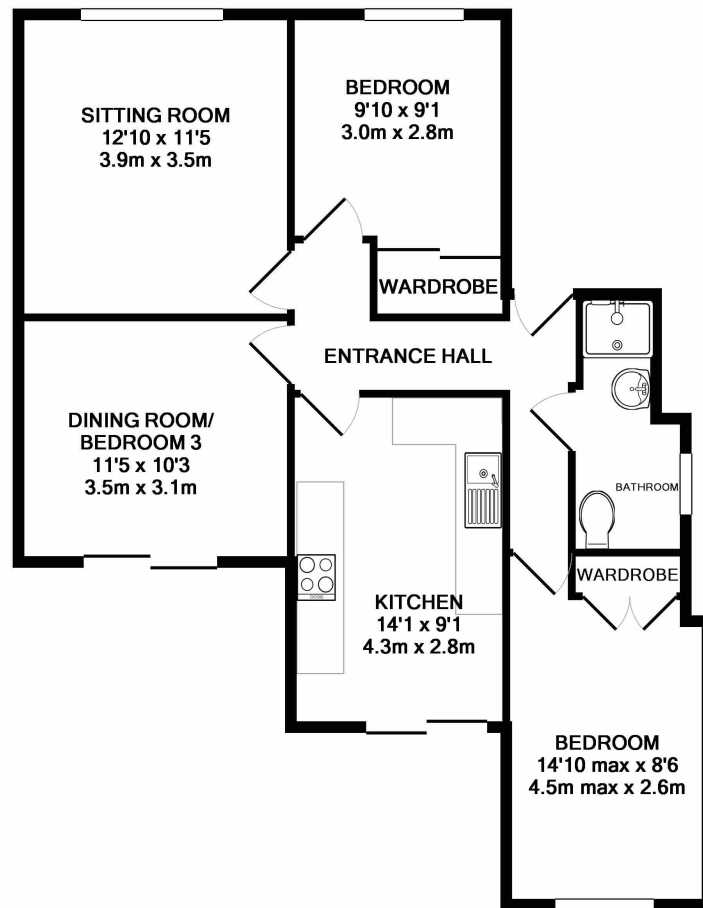 SITTING ROOM
12'10 x 11'5
3.9m x 3.5m
BEDROOM
9'10 x 9'1
3.0m x 2.8m
WARDROBE
ENTRANCE HALL
DINING ROOM/
BEDROOM 3
11'5 x 10'3
3.5m x 3.1m
BATHROOM
WARDROBE
KITCHEN
14'1 x 9'1
4.3m x 2.8m
BEDROOM
14'10 max x 8'6
4.5m max x 2.6m